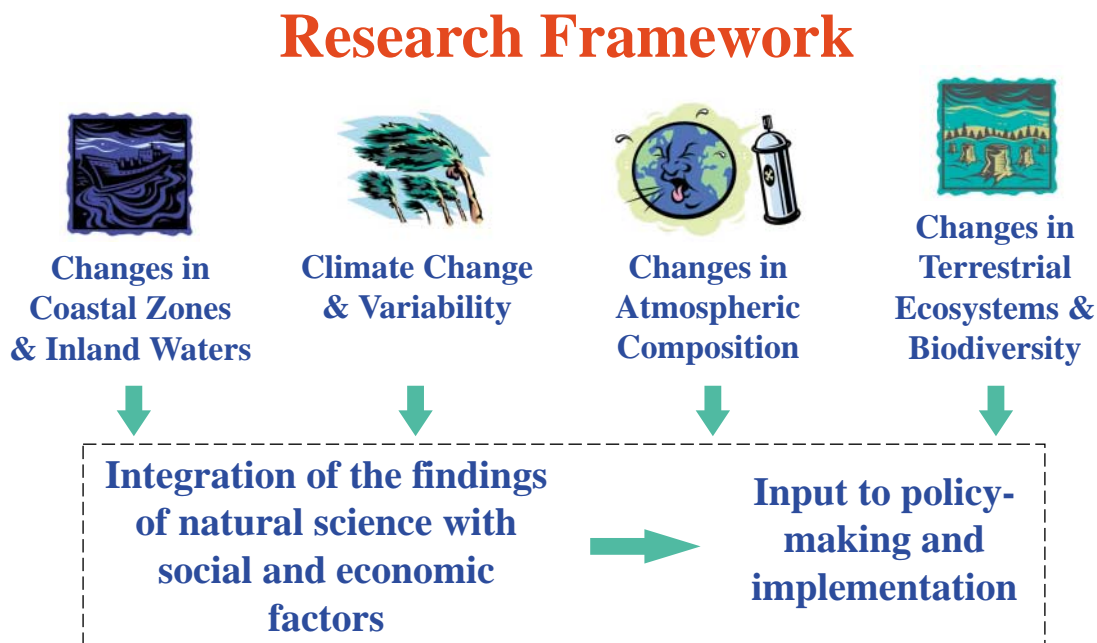 Research Framework
Changes in
Coastal Zones
& Inland Waters
Climate Change
& Variability
Changes in
Atmospheric
Composition
Changes in
Terrestrial
Ecosystems &
Biodiversity
Integration of the findings
of natural science with
social and economic
factors
Input to policy-
making and
implementation